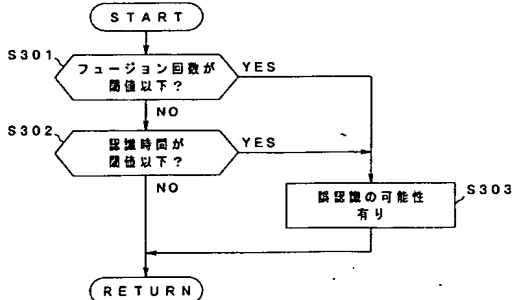 START
S301
フュージョン回数が
閾値以下?
YES
NO
S302
認識時間が
閾値以下?
YES
NO
誤認識の可能性
有り
S303
RETURN